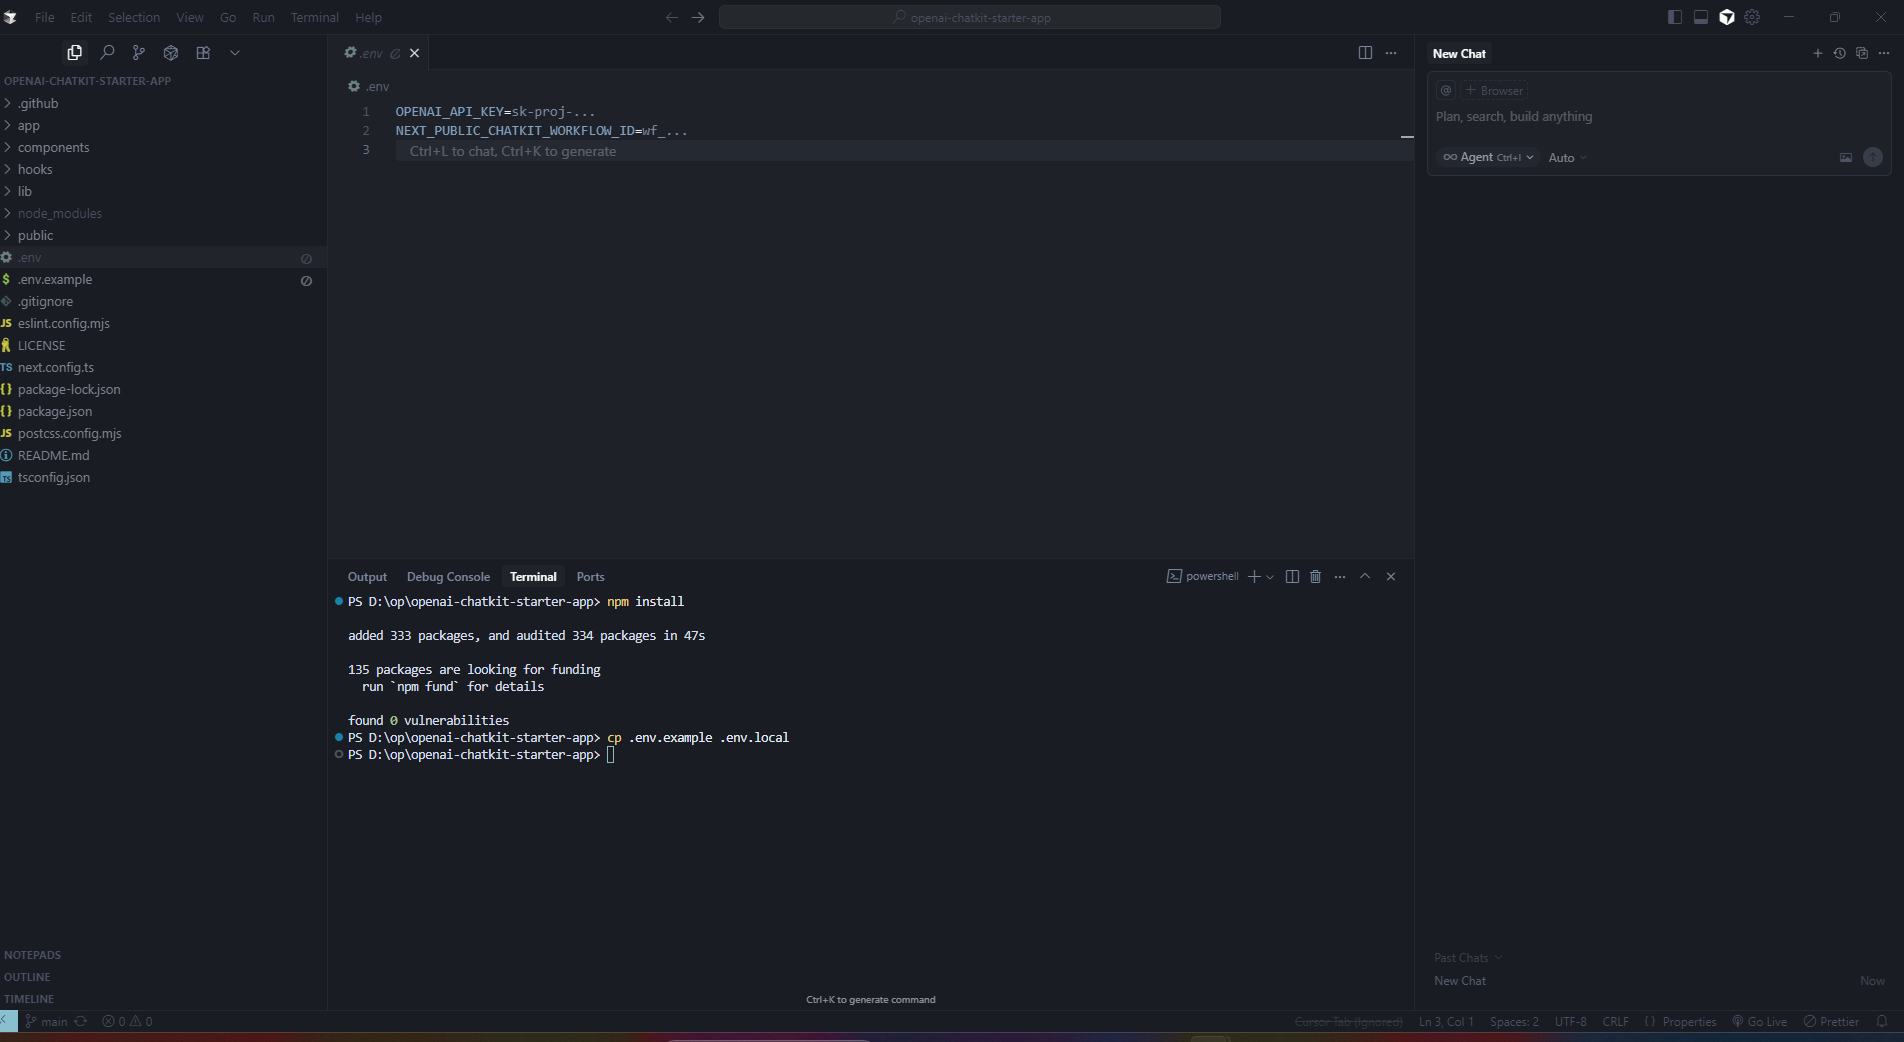 File Edit Selection View Go Run Terminal Help
openai-chatkit-starter-app
OPENAI-CHATKIT-STARTER-APP
.github
app
components
hooks
lib
node_modules
public
.env
.env.example
.gitignore
eslint.config.mjs
LICENSE
next.config.ts
package-lock.json
package.json
postcss.config.mjs
README.md
tsconfig.json
NOTEPADS
OUTLINE
TIMELINE
.env
.env
1 OPENAI_API_KEY=sk-proj-...
2 NEXT_PUBLIC_CHATKIT_WORKFLOW_ID=wf_...
3 Ctrl+L to chat, Ctrl+K to generate
Output Debug Console Terminal Ports
powershell
PS D:\op\openai-chatkit-starter-app> npm install
added 333 packages, and audited 334 packages in 47s
135 packages are looking for funding
run `npm fund` for details
found 0 vulnerabilities
PS D:\op\openai-chatkit-starter-app> cp .env.example .env.local
PS D:\op\openai-chatkit-starter-app>
Ctrl+K to generate command
New Chat
@ + Browser
Plan, search, build anything
Agent Ctrl+I Auto
Past Chats
New Chat Now
main 0 0
Cursor Tab (Ignored) Ln 3, Col 1 Spaces: 2 UTF-8 CRLF { } Properties Go Live Prettier